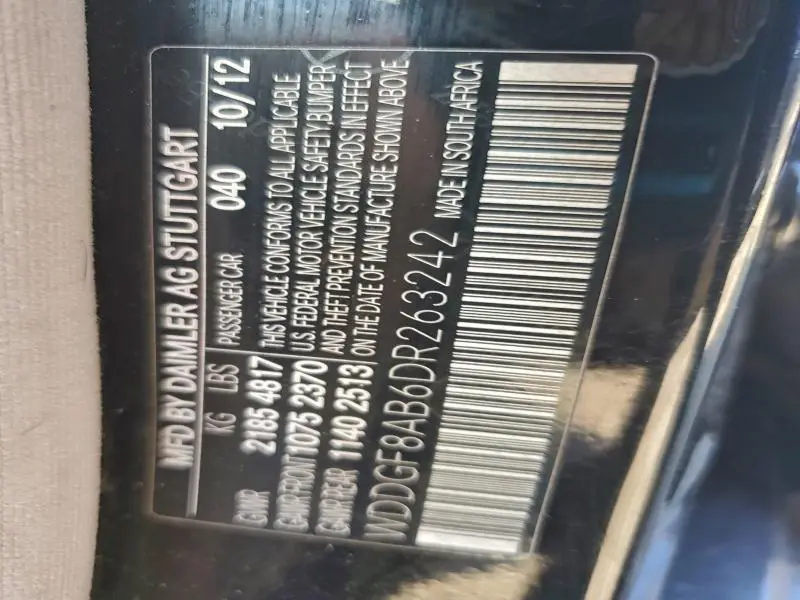 MFD BY DAIMLER AG STUTTGART
KG LBS PASSENGER CAR 040 10/12
GVWR 2185 4817 THIS VEHICLE CONFORMS TO ALL APPLICABLE
GAWR FRONT 1075 2370 U.S. FEDERAL MOTOR VEHICLE SAFETY, BUMPER
GAWR REAR 1140 2513 AND THEFT PREVENTION STANDARDS IN EFFECT
ON THE DATE OF MANUFACTURE SHOWN ABOVE.
WDDGF8AB6DR263242 MADE IN SOUTH AFRICA